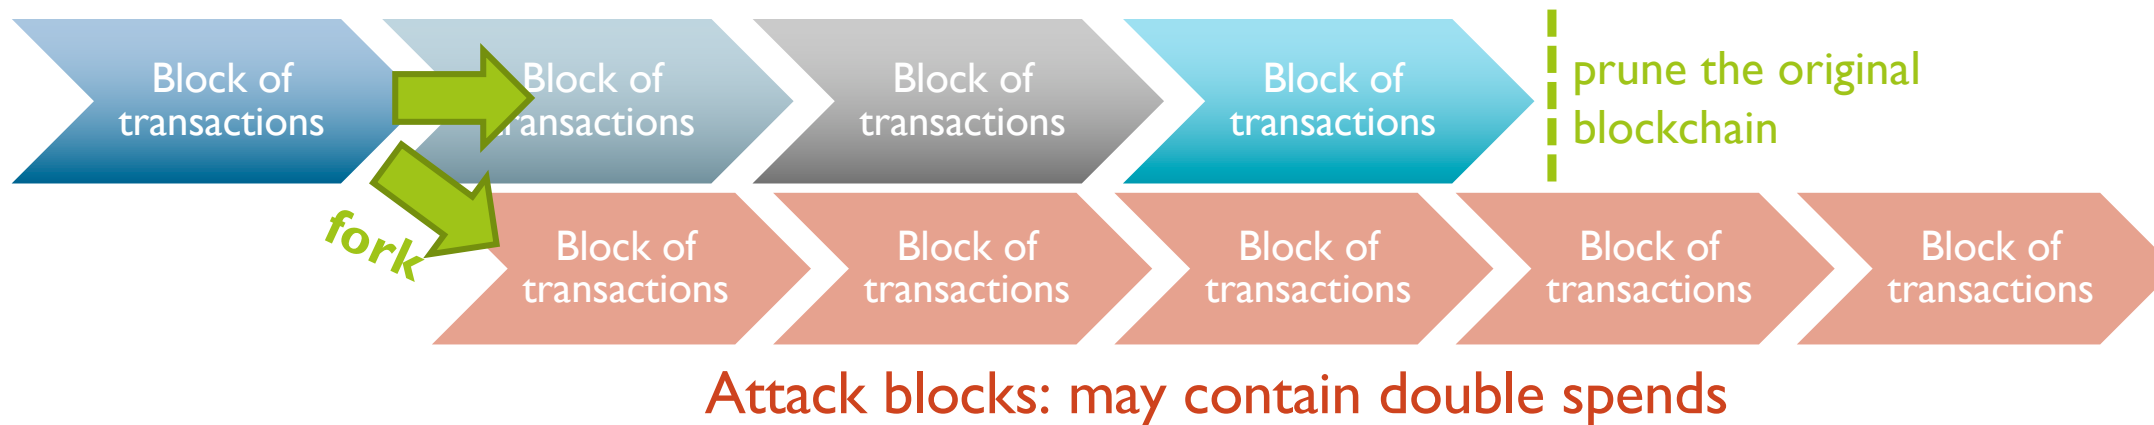 Block of
transactions
Block of
transactions
Block of
transactions
Block of
transactions
prune the original
blockchain
fork
Block of
transactions
Block of
transactions
Block of
transactions
Block of
transactions
Block of
transactions
Attack blocks: may contain double spends